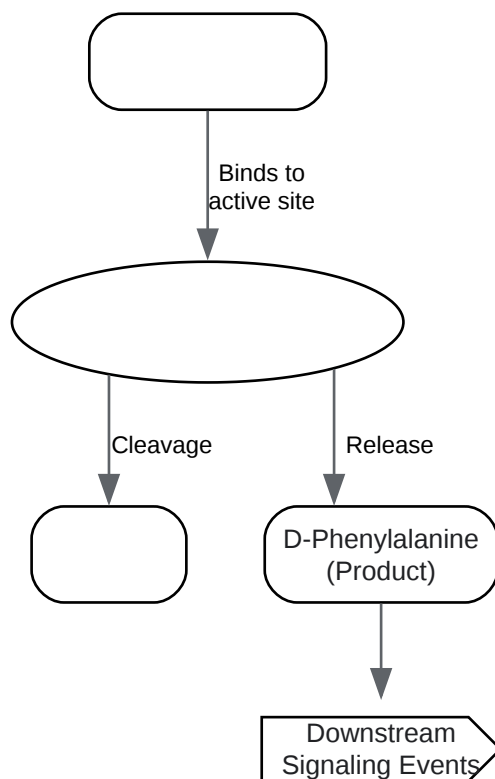 Binds to
active site
Cleavage
Release
D-Phenylalanine
(Product)
Downstream
Signaling Events